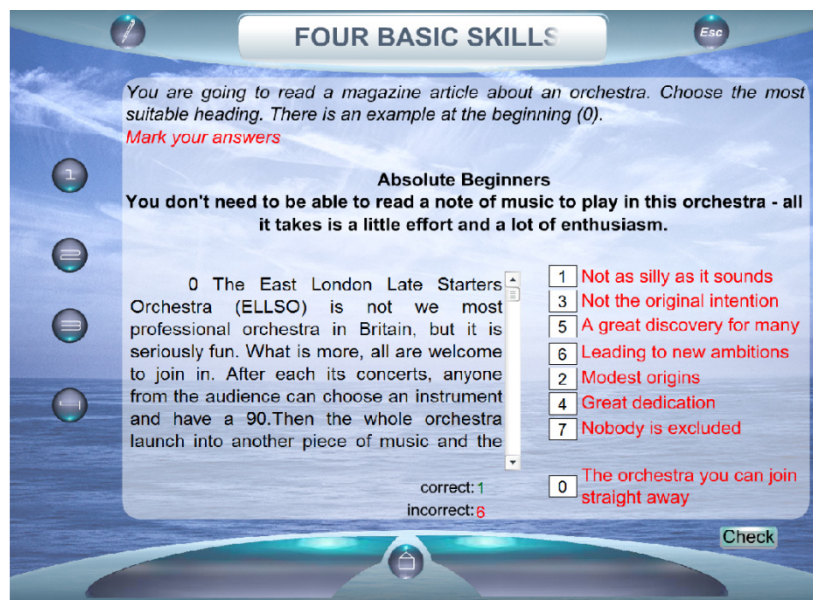 FOUR BASIC SKILLS
Esc
You are going to read a magazine article about an orchestra. Choose the most
suitable heading. There is an example at the beginning (0).
Mark your answers
Absolute Beginners
You don't need to be able to read a note of music to play in this orchestra - all
it takes is a little effort and a lot of enthusiasm.
1
2
3
0 The East London Late Starters
Orchestra (ELLSO) is not we most
professional orchestra in Britain, but it is
seriously fun. What is more, all are welcome
to join in. After each its concerts, anyone
from the audience can choose an instrument
and have a 90.Then the whole orchestra
launch into another piece of music and the
correct: 1
incorrect: 6
1 Not as silly as it sounds
3 Not the original intention
5 A great discovery for many
6 Leading to new ambitions
2 Modest origins
4 Great dedication
7 Nobody is excluded
0 The orchestra you can join
straight away
Check